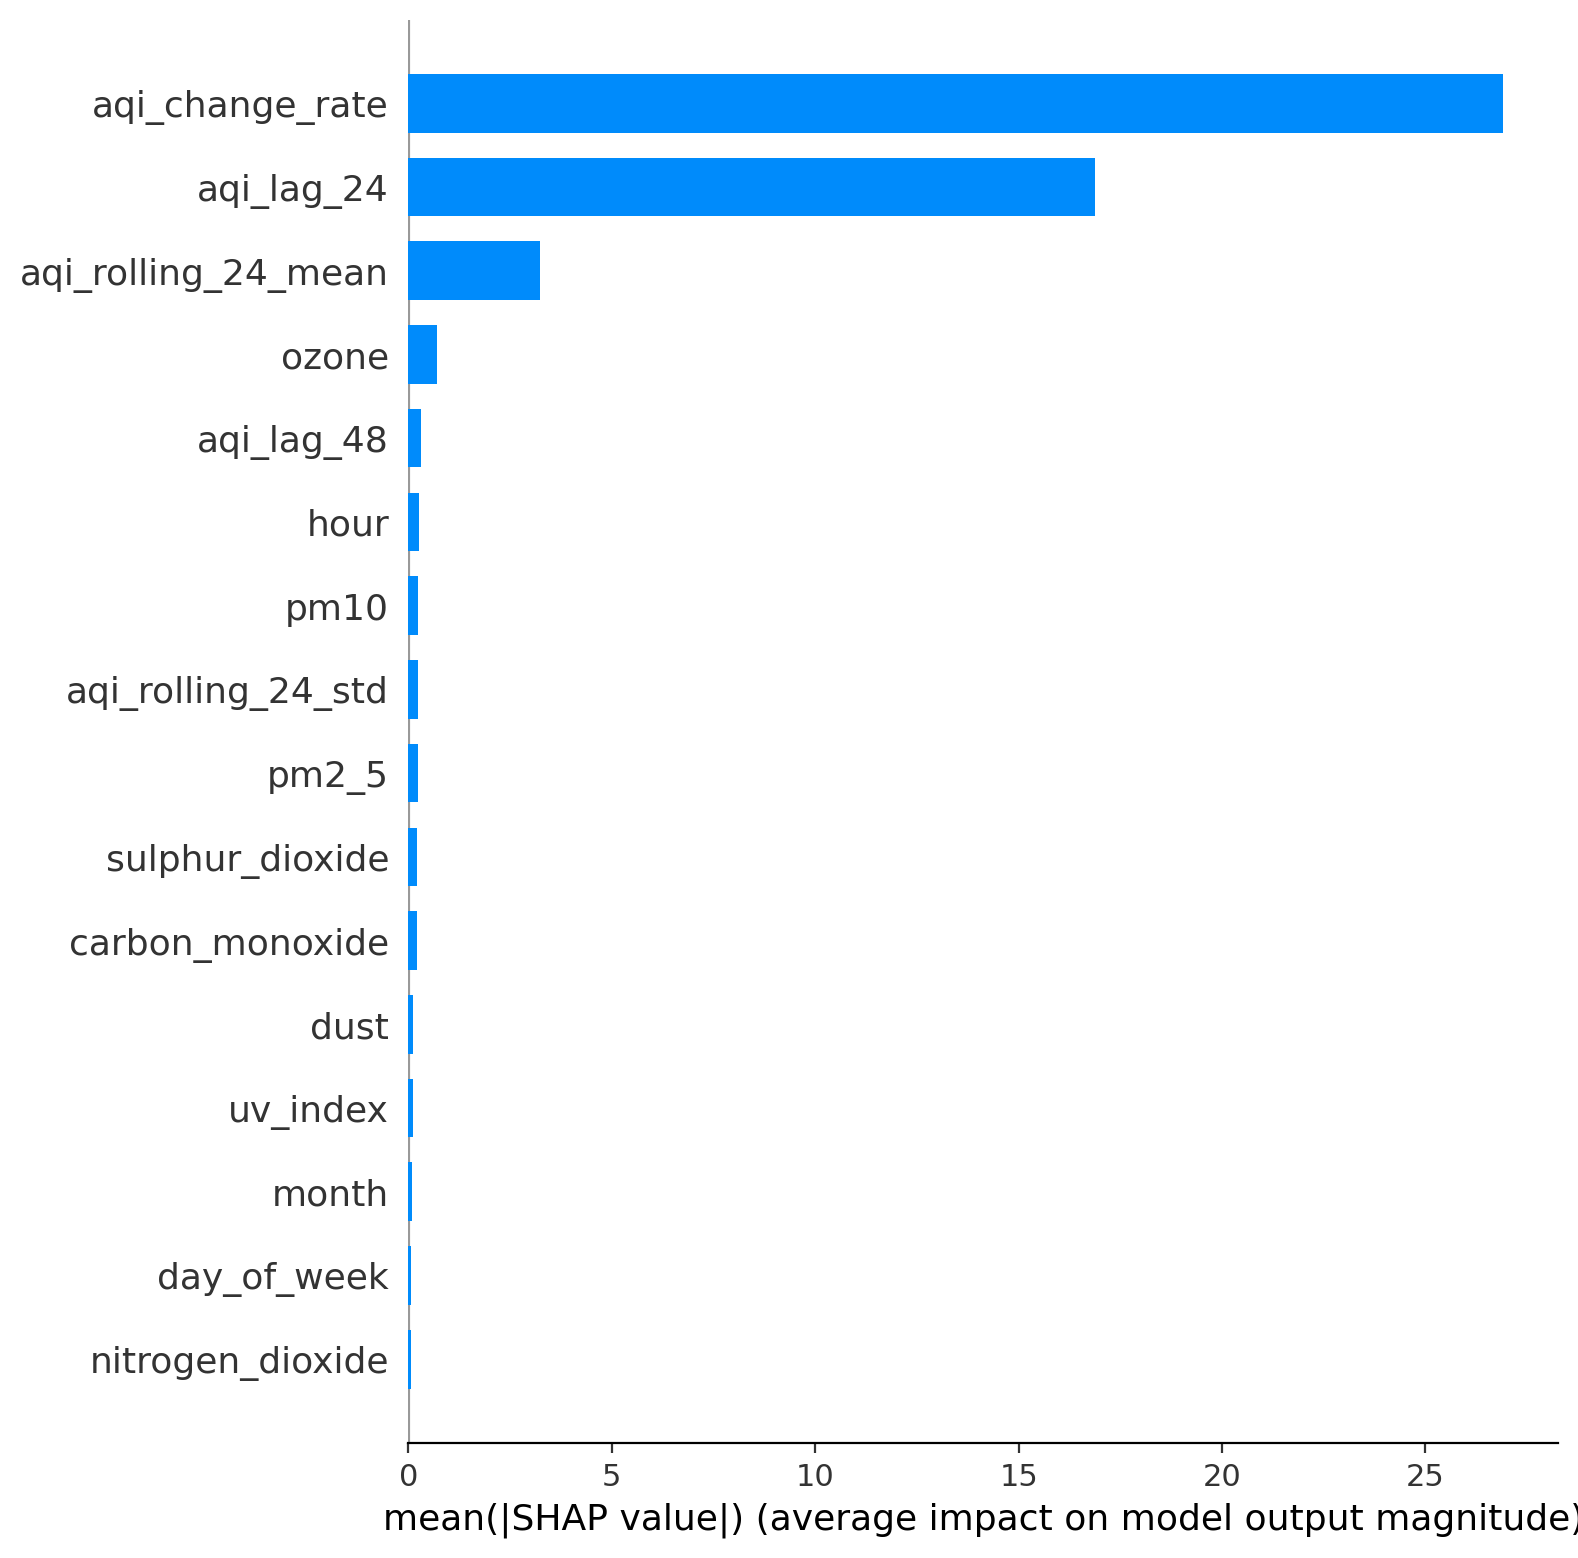 aqi_change_rate
aqi_lag_24
aqi_rolling_24_mean
ozone
aqi_lag_48
hour
pm10
aqi_rolling_24_std
pm2_5
sulphur_dioxide
carbon_monoxide
dust
uv_index
month
day_of_week
nitrogen_dioxide
0 5 10 15 20 25
mean(|SHAP value|) (average impact on model output magnitude)